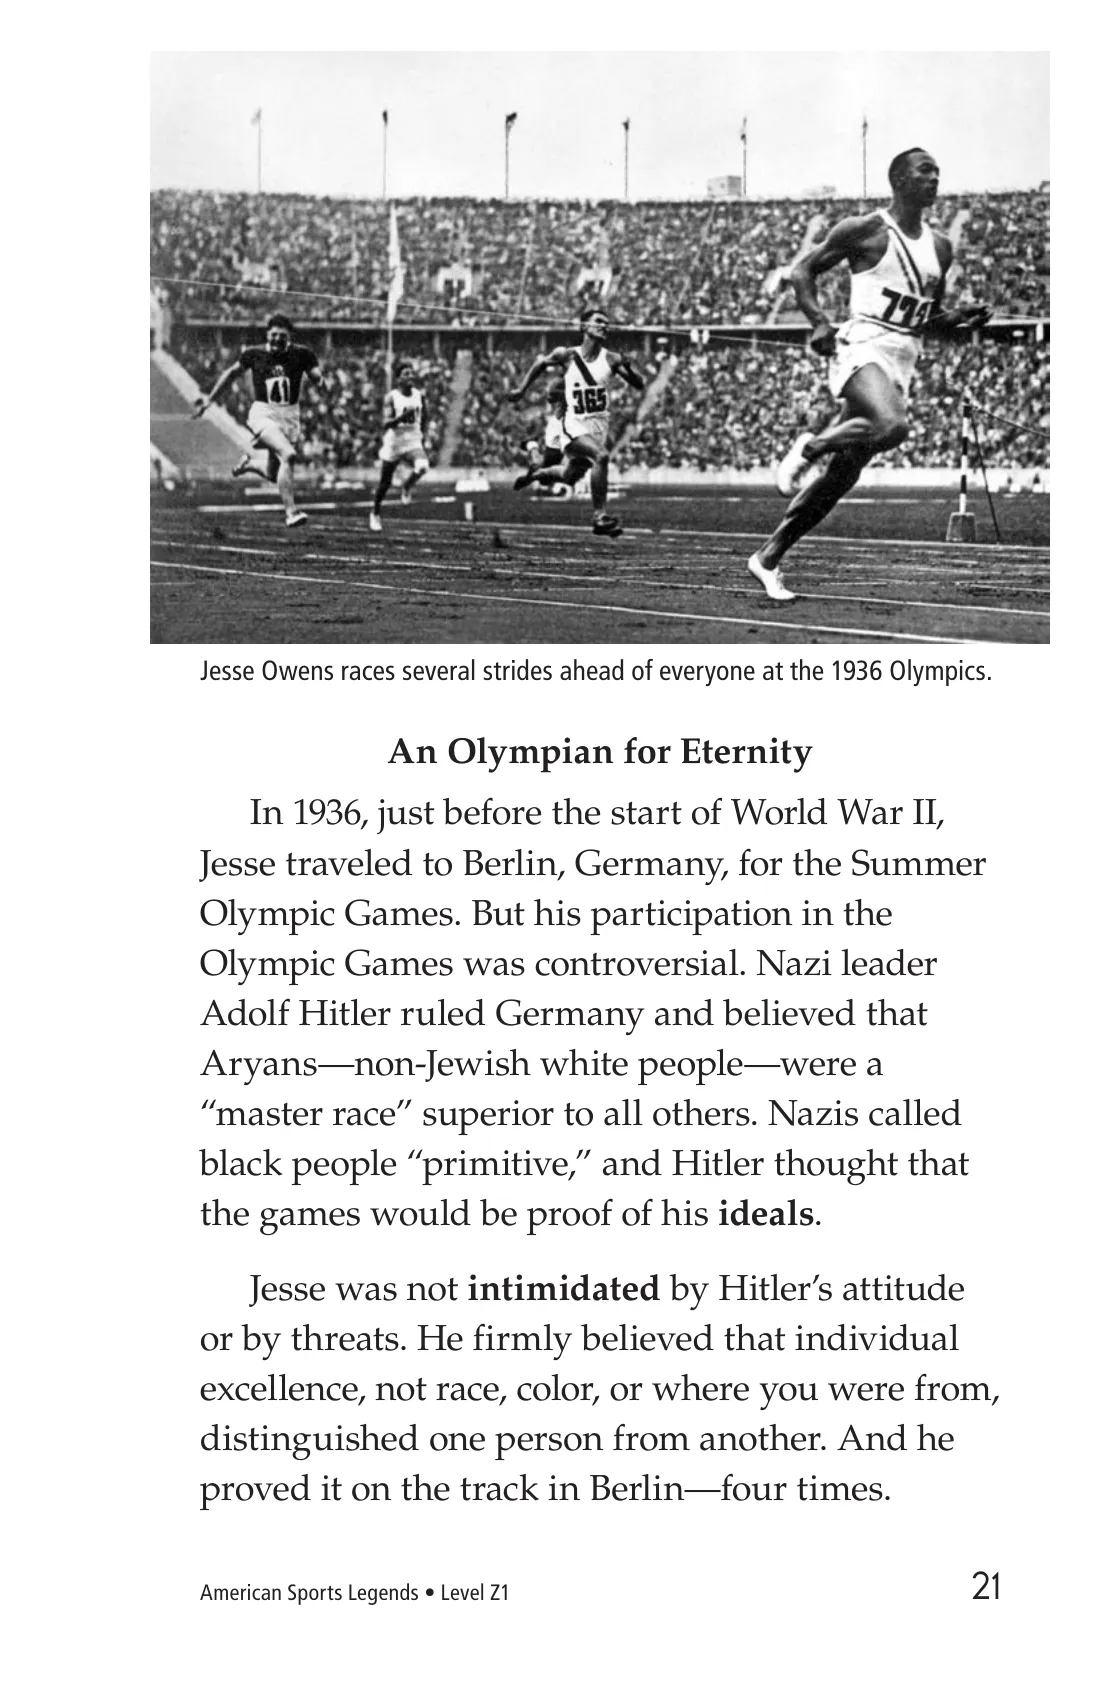 41
365
774
Jesse Owens races several strides ahead of everyone at the 1936 Olympics.
An Olympian for Eternity
In 1936, just before the start of World War II,
Jesse traveled to Berlin, Germany, for the Summer
Olympic Games. But his participation in the
Olympic Games was controversial. Nazi leader
Adolf Hitler ruled Germany and believed that
Aryans—non-Jewish white people—were a
“master race” superior to all others. Nazis called
black people “primitive,” and Hitler thought that
the games would be proof of his ideals.
Jesse was not intimidated by Hitler’s attitude
or by threats. He firmly believed that individual
excellence, not race, color, or where you were from,
distinguished one person from another. And he
proved it on the track in Berlin—four times.
American Sports Legends • Level Z1
21